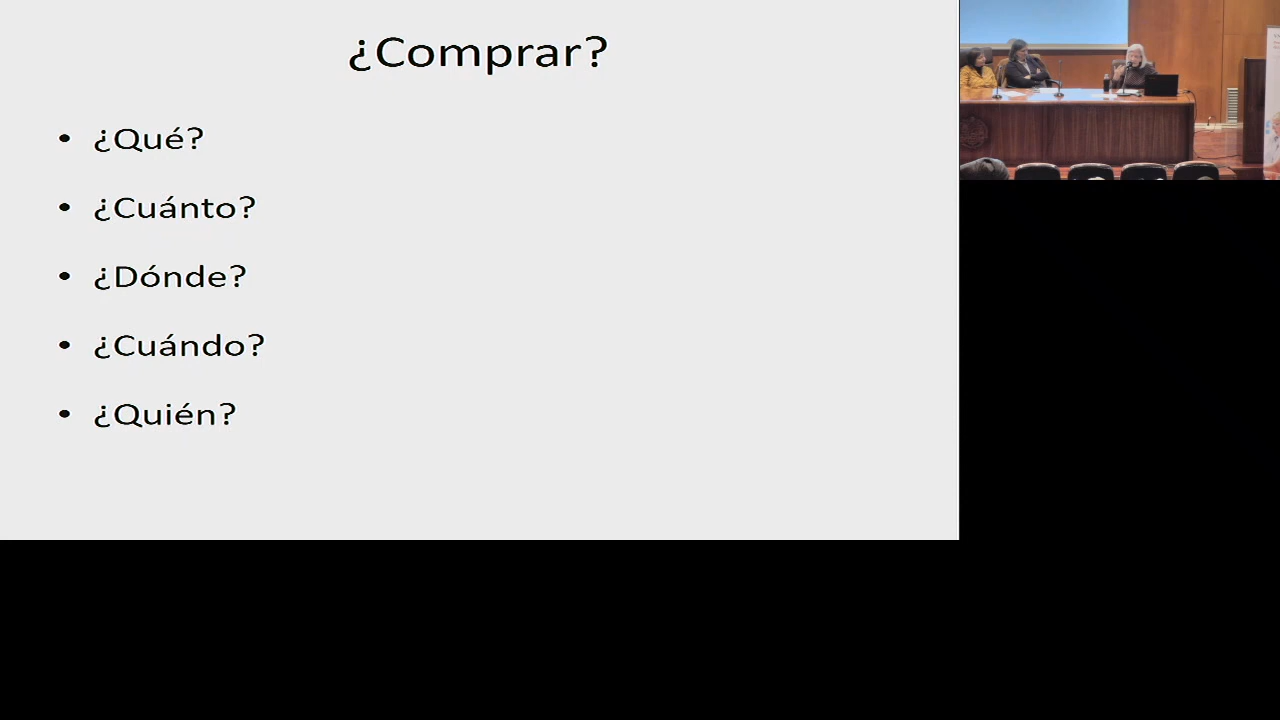 ¿Comprar?
• ¿Qué?
• ¿Cuánto?
• ¿Dónde?
• ¿Cuándo?
• ¿Quién?